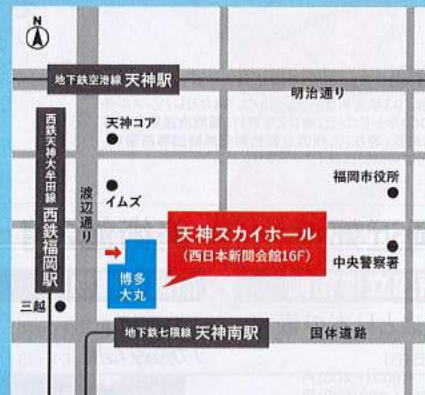 N
地下鉄空港線 天神駅
明治通り
天神コア
西鉄天神大牟田線 西鉄福岡駅
渡辺通り
イムズ
福岡市役所
天神スカイホール
(西日本新聞会館16F)
中央警察署
博多
大丸
三越
地下鉄七隈線 天神南駅
国体道路